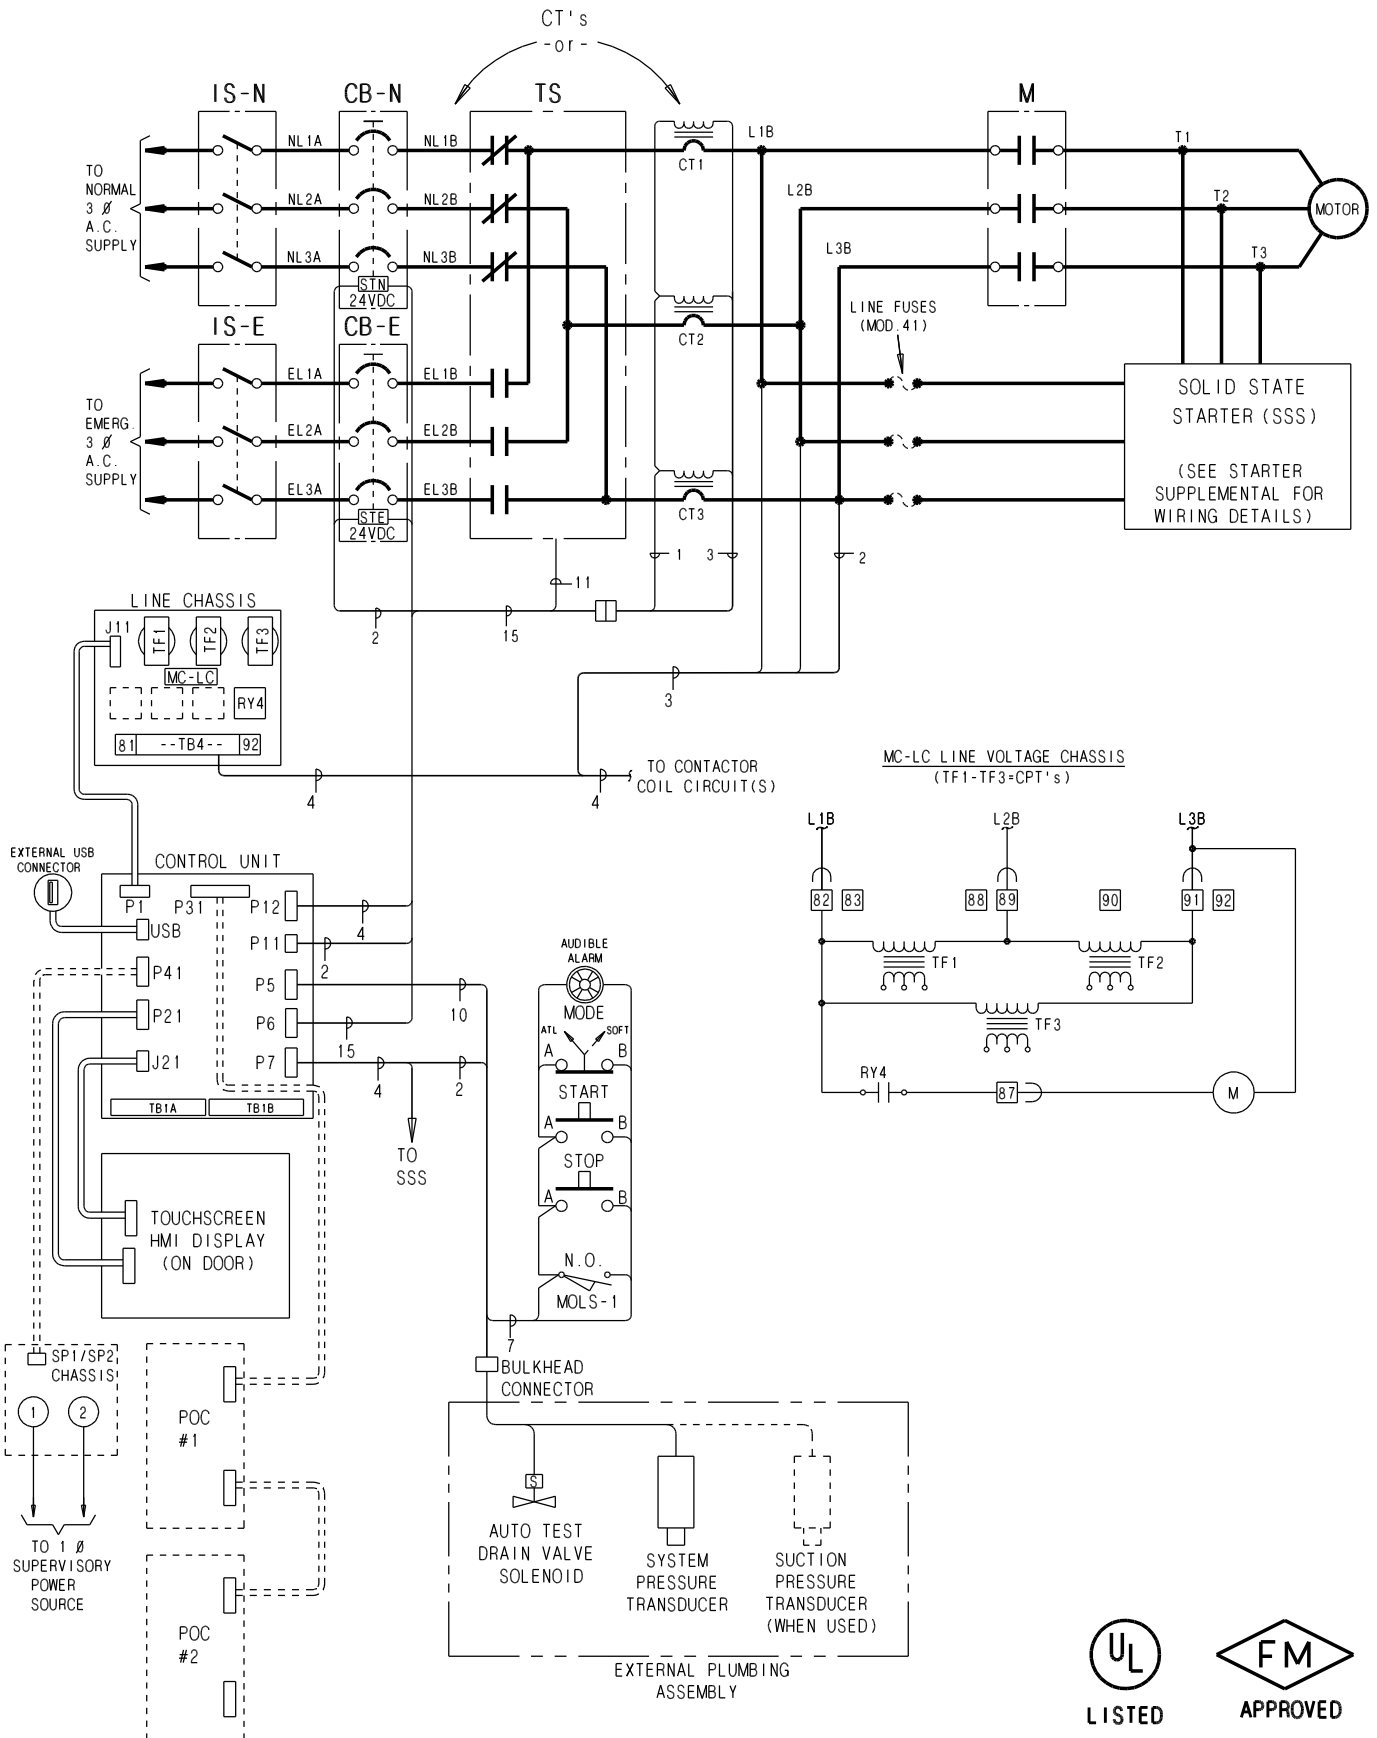 CT's
-or-
IS-N
CB-N
TS
M
TO
NORMAL
3 Ø
A.C.
SUPPLY
NL1A
NL1B
NL2A
NL2B
NL3A
NL3B
STN
24VDC
CT1
L1B
L2B
L3B
T1
T2
T3
MOTOR
IS-E
CB-E
CT2
LINE FUSES
(MOD.41)
TO
EMERG.
3 Ø
A.C.
SUPPLY
EL1A
EL1B
EL2A
EL2B
EL3A
EL3B
STE
24VDC
CT3
SOLID STATE
STARTER (SSS)
(SEE STARTER
SUPPLEMENTAL FOR
WIRING DETAILS)
1
3
2
11
2
15
3
LINE CHASSIS
J11
TF1
TF2
TF3
MC-LC
RY4
81
--TB4--
92
4
4
TO CONTACTOR
COIL CIRCUIT(S)
MC-LC LINE VOLTAGE CHASSIS
(TF1-TF3=CPT's)
L1B
L2B
L3B
82
83
88
89
90
91
92
TF1
TF2
TF3
RY4
87
M
EXTERNAL USB
CONNECTOR
CONTROL UNIT
P1
P31
P12
USB
P11
P41
P5
P21
P6
J21
P7
TB1A
TB1B
4
2
10
15
4
2
TO
SSS
AUDIBLE
ALARM
MODE
ATL
SOFT
A
B
START
A
B
STOP
A
B
N.O.
MOLS-1
7
TOUCHSCREEN
HMI DISPLAY
(ON DOOR)
SP1/SP2
CHASSIS
1
2
TO 1 Ø
SUPERVISORY
POWER
SOURCE
POC
#1
POC
#2
BULKHEAD
CONNECTOR
S
AUTO TEST
DRAIN VALVE
SOLENOID
SYSTEM
PRESSURE
TRANSDUCER
SUCTION
PRESSURE
TRANSDUCER
(WHEN USED)
EXTERNAL PLUMBING
ASSEMBLY
UL
LISTED
FM
APPROVED